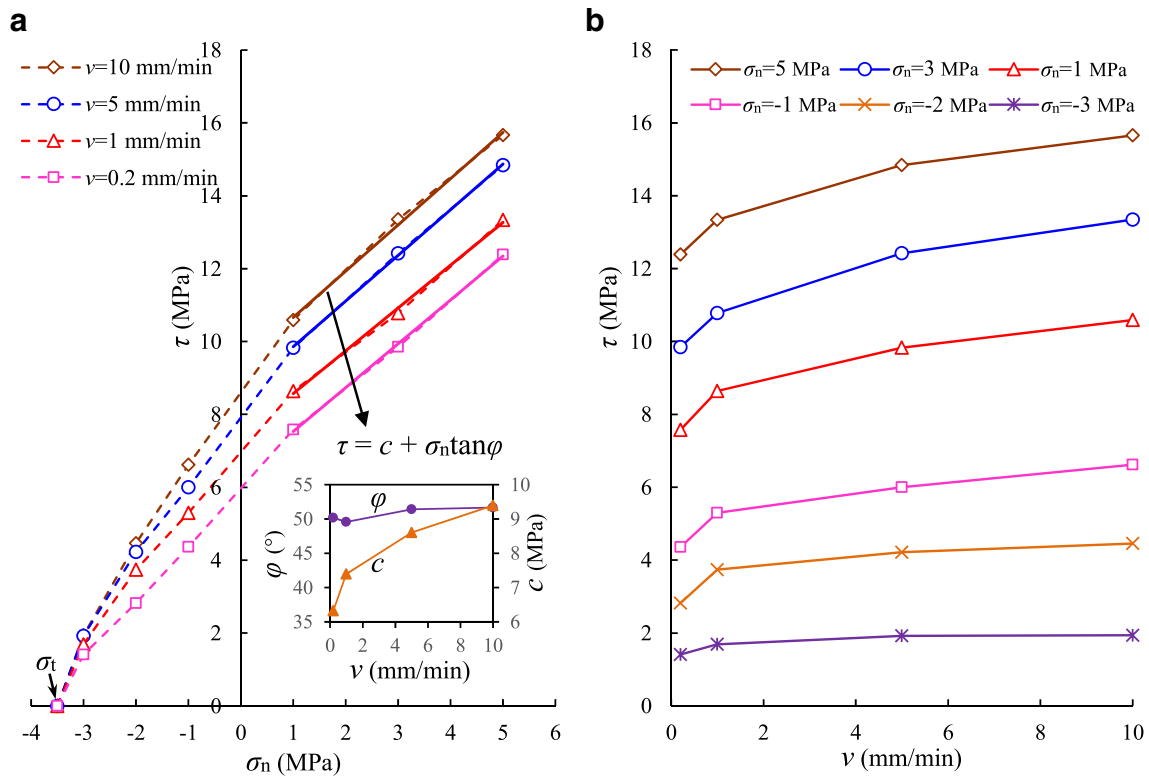 a
v=10 mm/min
v=5 mm/min
v=1 mm/min
v=0.2 mm/min
18
16
14
12
10
8
6
4
2
0
τ (MPa)
-4 -3 -2 -1 0 1 2 3 4 5 6
σn (MPa)
σt
τ = c + σntanφ
55
50
45
40
35
φ (°)
φ
c
10
9
8
7
6
c (MPa)
0 2 4 6 8 10
v (mm/min)
b
σn=5 MPa σn=3 MPa σn=1 MPa
σn=-1 MPa σn=-2 MPa σn=-3 MPa
18
16
14
12
10
8
6
4
2
0
τ (MPa)
0 2 4 6 8 10
v (mm/min)